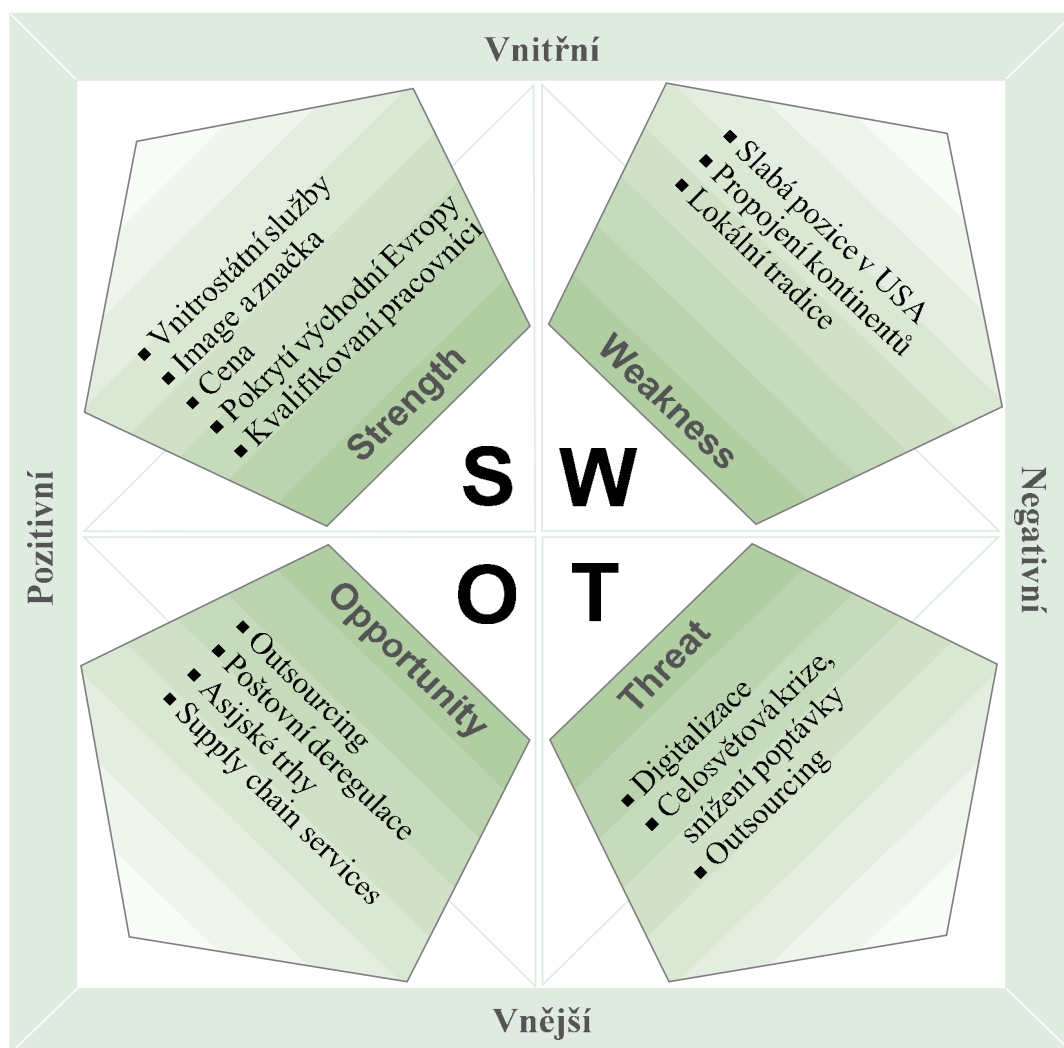 Vnitřní
Vnitrostátní služby
Image a značka
Cena
Pokrytí východní Evropy
Kvalifikovaní pracovníci
Strength
Slabá pozice v USA
Propojení kontinentů
Lokální tradice
Weakness
S W
Pozitivní
Negativní
O T
Opportunity
Outsourcing
Poštovní deregulace
Asijské trhy
Supply chain services
Threat
Digitalizace
Celosvětová krize,
snížení poptávky
Outsourcing
Vnější